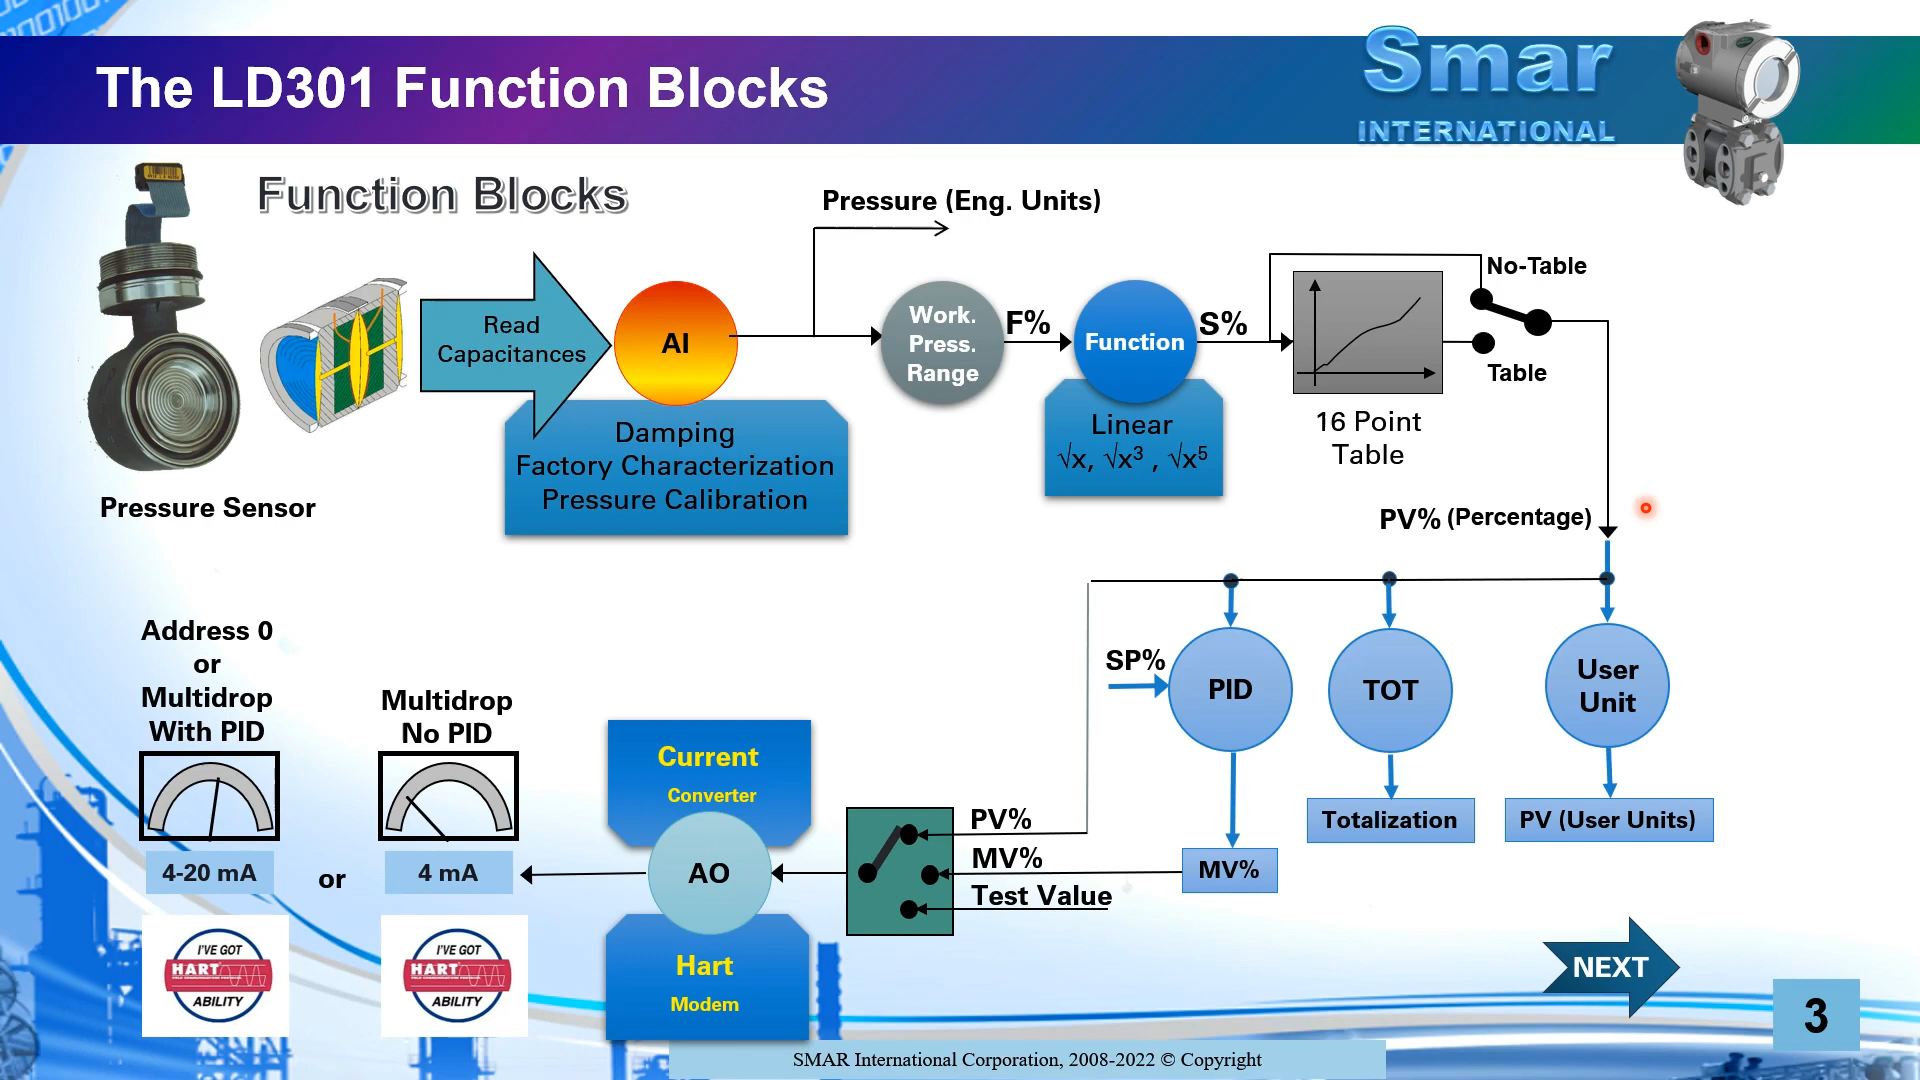 The LD301 Function Blocks
Smar
INTERNATIONAL
Function Blocks
Pressure (Eng. Units)
Read
Capacitances
AI
Work.
Press.
Range
F%
Function
S%
No-Table
Table
Damping
Factory Characterization
Pressure Calibration
Linear
√x, √x³ , √x⁵
16 Point
Table
Pressure Sensor
PV% (Percentage)
Address 0
or
Multidrop
With PID
Multidrop
No PID
SP%
PID
TOT
User
Unit
Current
Converter
Totalization
PV (User Units)
PV%
MV%
Test Value
MV%
AO
4-20 mA
or
4 mA
I'VE GOT
HART
ABILITY
I'VE GOT
HART
ABILITY
Hart
Modem
NEXT
3
SMAR International Corporation, 2008-2022 © Copyright